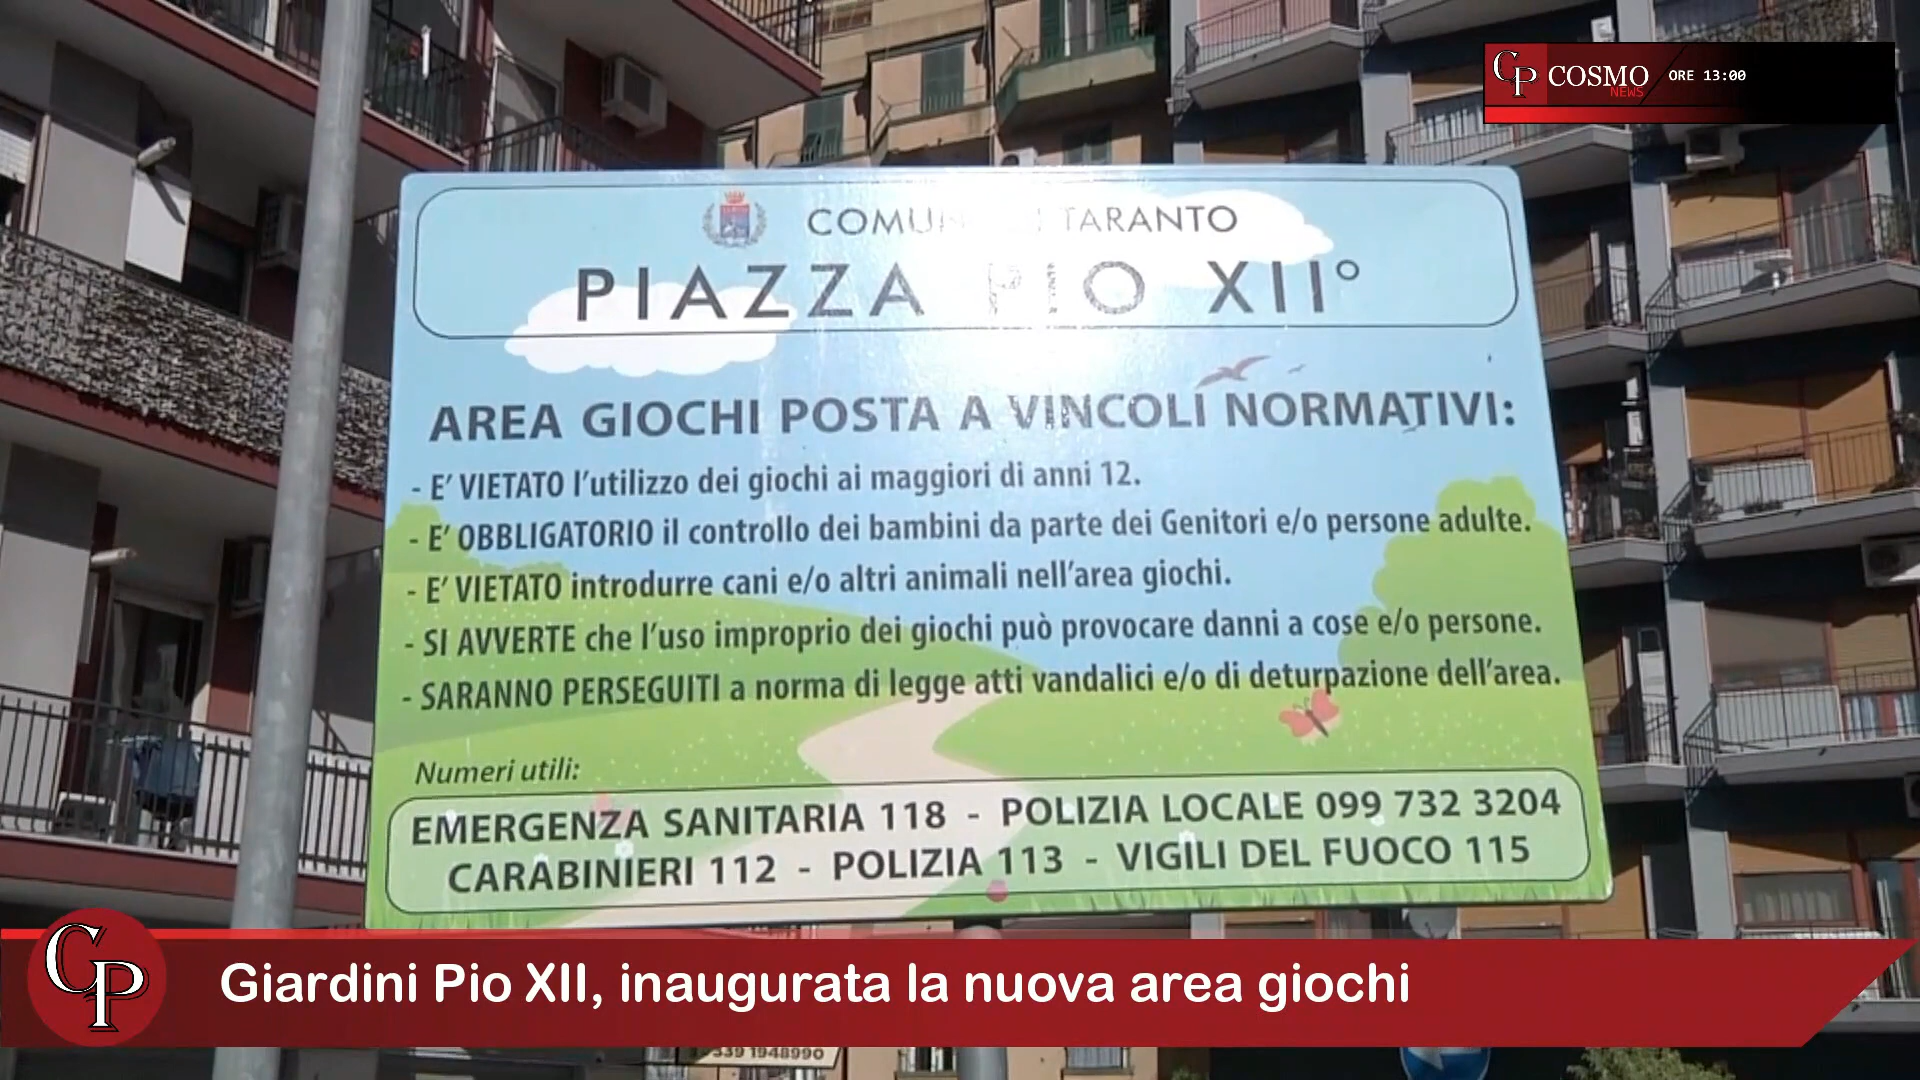 CP COSMO NEWS ORE 13:00
COMUNE DI TARANTO
PIAZZA PIO XII°
AREA GIOCHI POSTA A VINCOLI NORMATIVI:
- E' VIETATO l'utilizzo dei giochi ai maggiori di anni 12.
- E' OBBLIGATORIO il controllo dei bambini da parte dei Genitori e/o persone adulte.
- E' VIETATO introdurre cani e/o altri animali nell'area giochi.
- SI AVVERTE che l'uso improprio dei giochi può provocare danni a cose e/o persone.
- SARANNO PERSEGUITI a norma di legge atti vandalici e/o di deturpazione dell'area.
Numeri utili:
EMERGENZA SANITARIA 118 - POLIZIA LOCALE 099 732 3204
CARABINIERI 112 - POLIZIA 113 - VIGILI DEL FUOCO 115
CP Giardini Pio XII, inaugurata la nuova area giochi
339 1948990